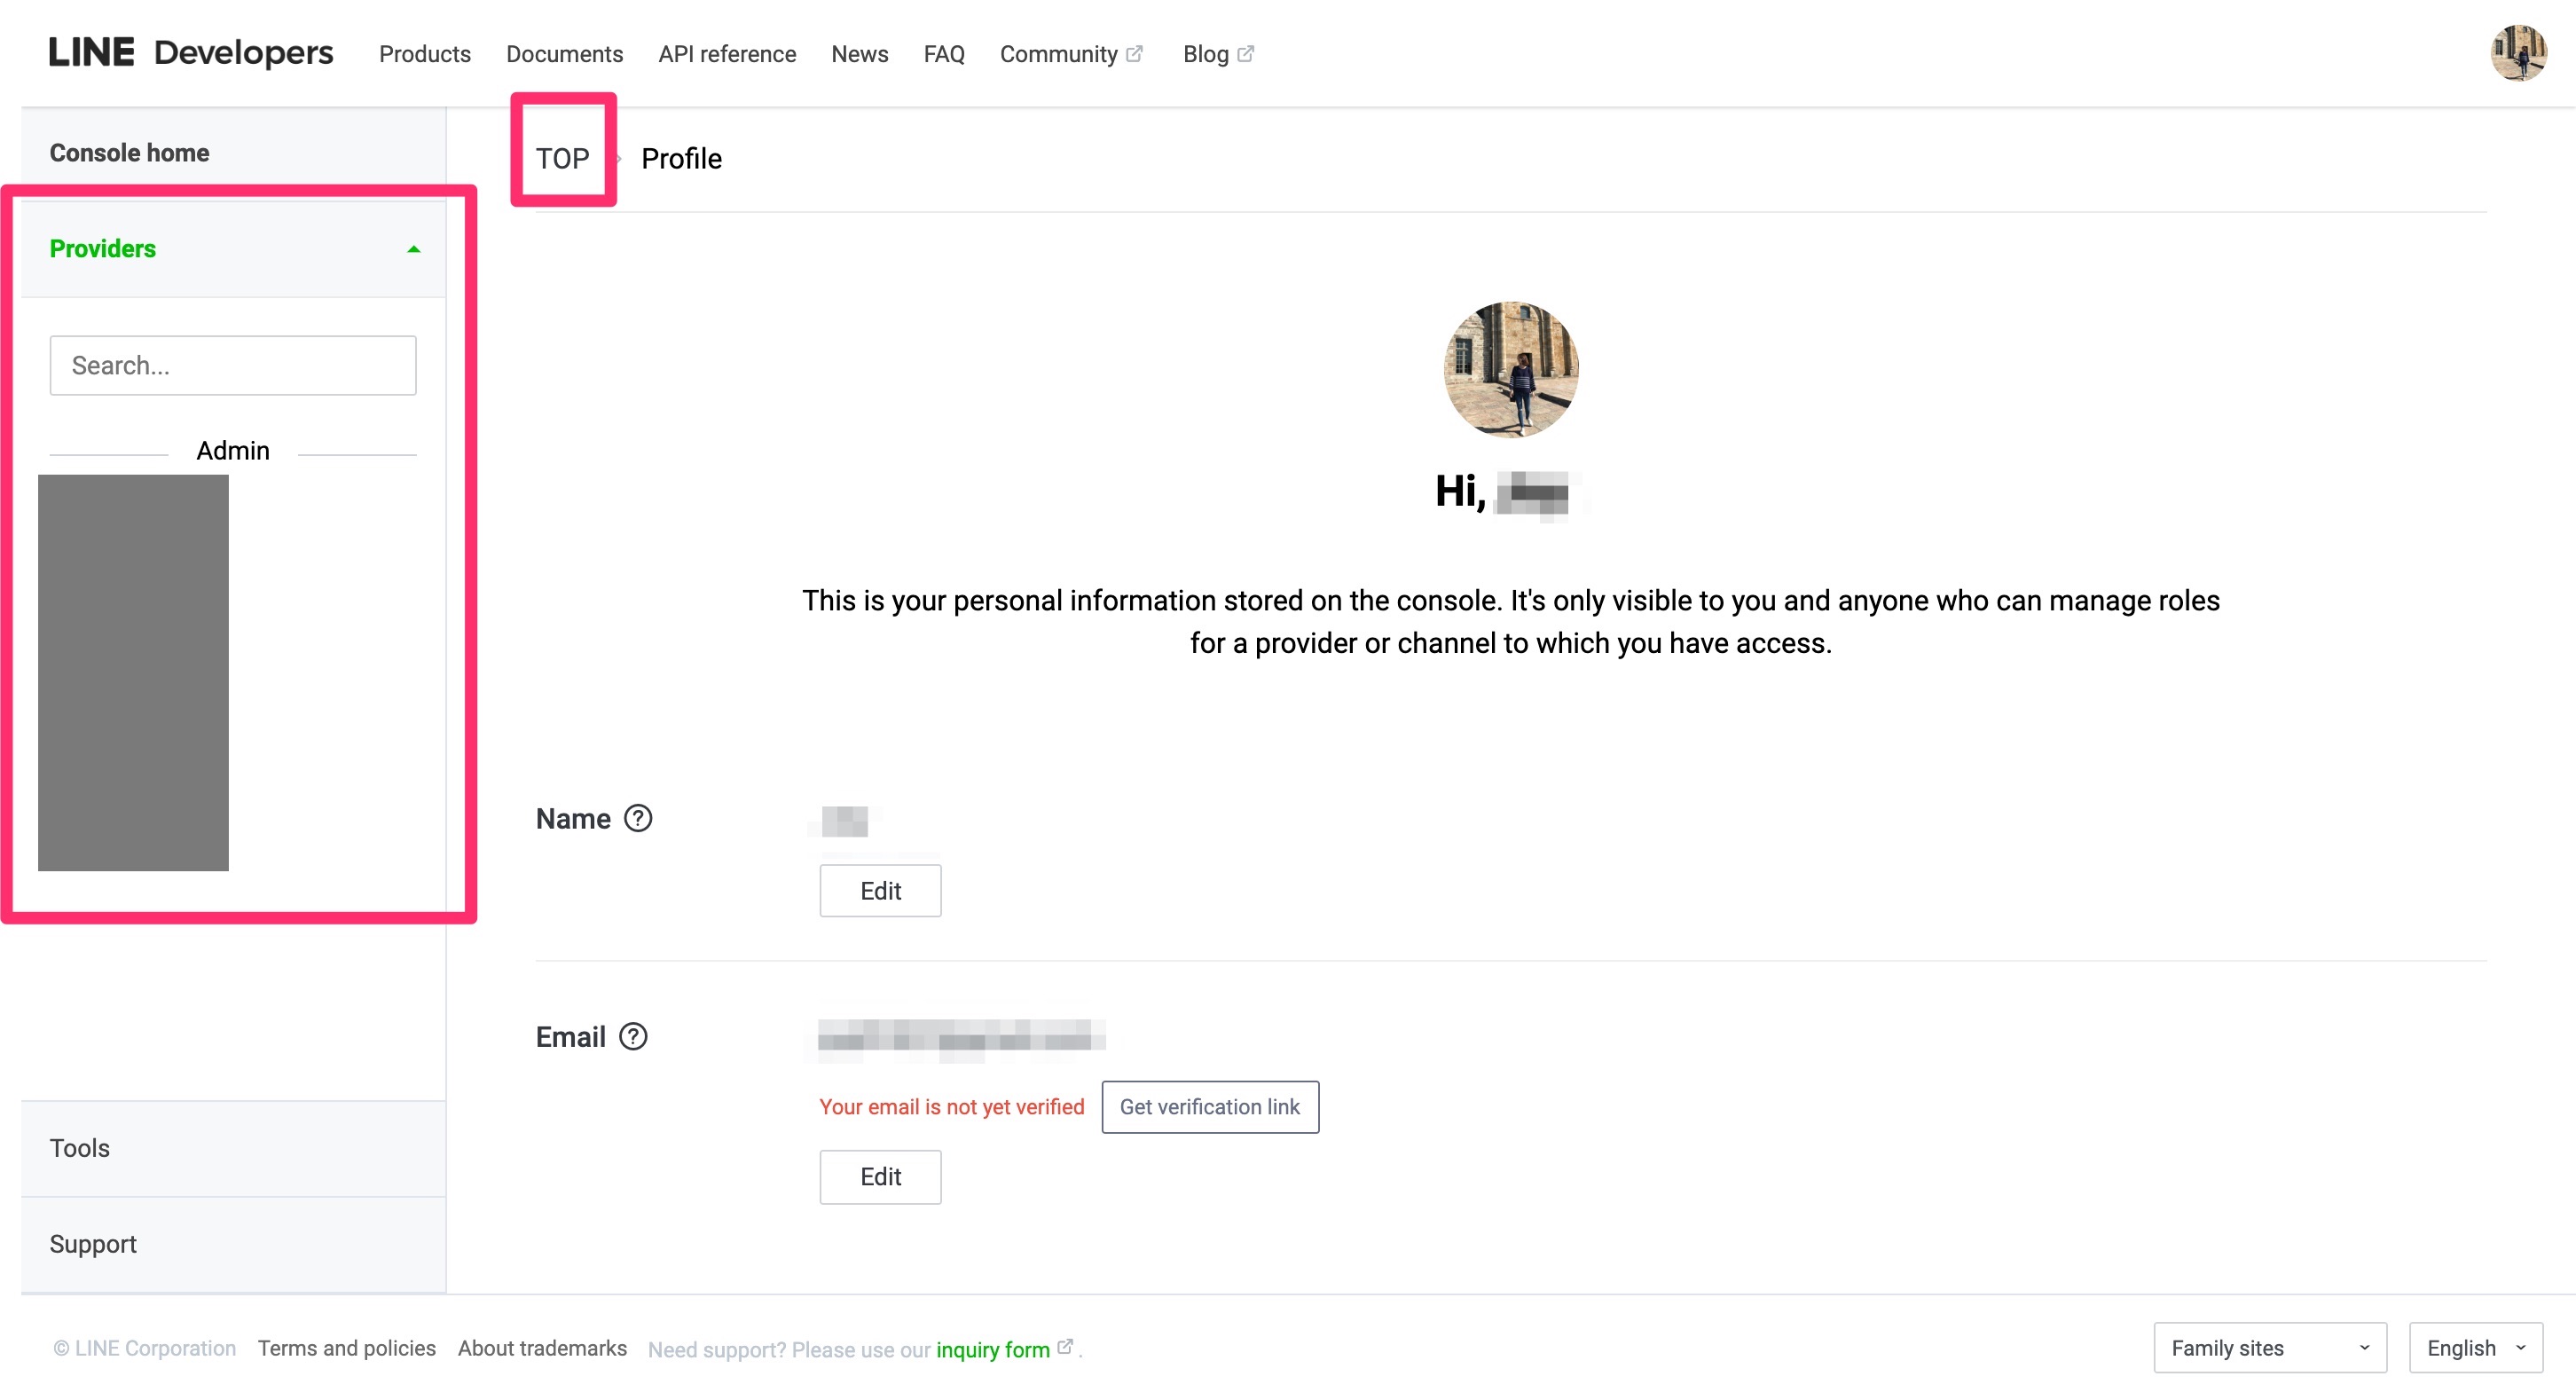 LINE Developers Products Documents API reference News FAQ Community Blog
Console home
TOP › Profile
Providers
Search...
Admin
Hi,
This is your personal information stored on the console. It's only visible to you and anyone who can manage roles
for a provider or channel to which you have access.
Name ?
Edit
Email ?
Your email is not yet verified Get verification link
Edit
Tools
Support
© LINE Corporation Terms and policies About trademarks Need support? Please use our inquiry form . Family sites English